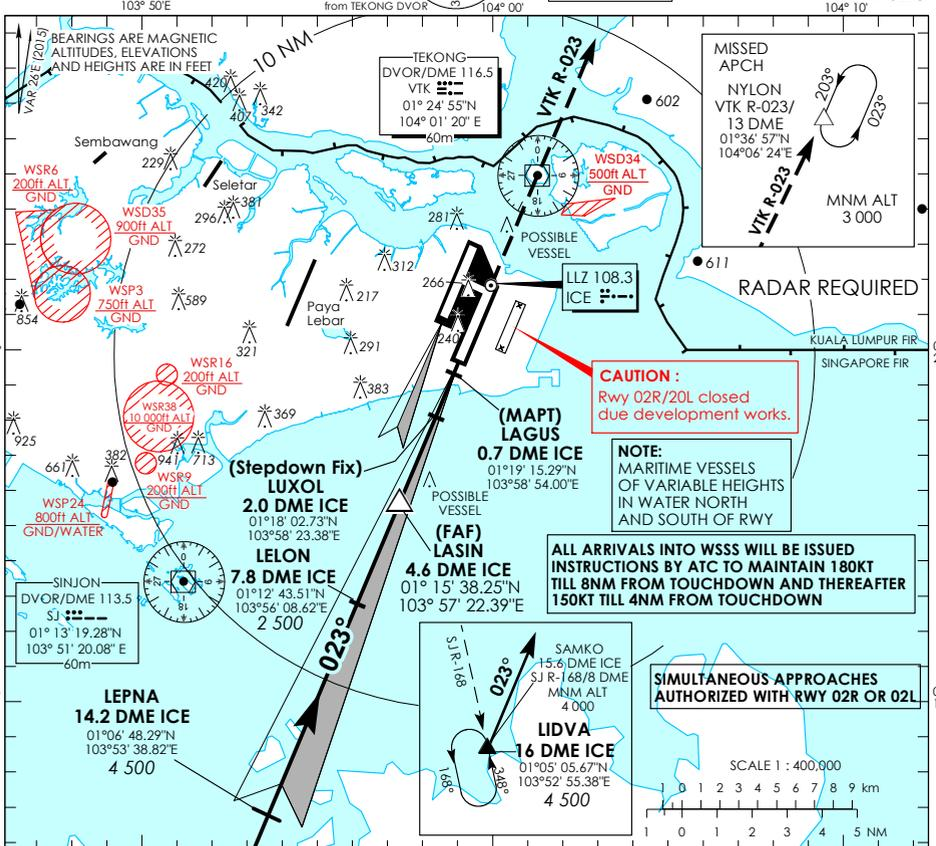 103° 50'E
from TEKONG DVOR
104° 00'
104° 10'
VAR 26'E (2015)
BEARINGS ARE MAGNETIC
ALTITUDES, ELEVATIONS
AND HEIGHTS ARE IN FEET
10 NM
420
407
342
TEKONG
DVOR/DME 116.5
VTK
01° 24' 55"N
104° 01' 20" E
60m
VTK R-023
602
MISSED
APCH
NYLON
VTK R-023/
13 DME
01°36' 57"N
104°06' 24"E
203°
023°
VTK R-023
MNM ALT
3 000
Sembawang
229
Seletar
296
381
WSR6
200ft ALT
GND
WSD35
900ft ALT
GND
272
WSP3
750ft ALT
GND
589
854
281
312
0
9
18
27
WSD34
500ft ALT
GND
POSSIBLE
VESSEL
611
266
217
Paya
Lebar
LLZ 108.3
ICE
RADAR REQUIRED
240
321
291
KUALA LUMPUR FIR
SINGAPORE FIR
WSR16
200ft ALT
GND
383
CAUTION :
Rwy 02R/20L closed
due development works.
WSR38
10 000ft ALT
GND
369
925
(MAPT)
LAGUS
0.7 DME ICE
01°19' 15.29"N
103°58' 54.00"E
661
382
941
713
WSR9
200ft ALT
GND
WSP24
800ft ALT
GND/WATER
(Stepdown Fix)
LUXOL
2.0 DME ICE
01°18' 02.73"N
103°58' 23.38"E
POSSIBLE
VESSEL
NOTE:
MARITIME VESSELS
OF VARIABLE HEIGHTS
IN WATER NORTH
AND SOUTH OF RWY
(FAF)
LASIN
4.6 DME ICE
01° 15' 38.25"N
103° 57' 22.39"E
LELON
7.8 DME ICE
01°12' 43.51"N
103°56' 08.62"E
2 500
ALL ARRIVALS INTO WSSS WILL BE ISSUED
INSTRUCTIONS BY ATC TO MAINTAIN 180KT
TILL 8NM FROM TOUCHDOWN AND THEREAFTER
150KT TILL 4NM FROM TOUCHDOWN
0
9
18
27
SINJON
DVOR/DME 113.5
SJ
01° 13' 19.28"N
103° 51' 20.08" E
60m
023°
SJ R-168
023°
SAMKO
15.6 DME ICE
SJ R-168/8 DME
MNM ALT
4 000
LIDVA
16 DME ICE
01°05' 05.67"N
103°52' 55.38"E
4 500
168°
348°
SIMULTANEOUS APPROACHES
AUTHORIZED WITH RWY 02R OR 02L
LEPNA
14.2 DME ICE
01°06' 48.29"N
103°53' 38.82"E
4 500
SCALE 1 : 400,000
1 0 1 2 3 4 5 6 7 8 9 km
1 0 1 2 3 4 5 NM